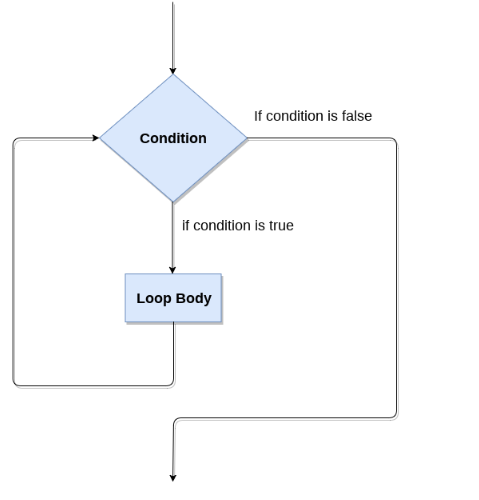 If condition is false
Condition
if condition is true
Loop Body